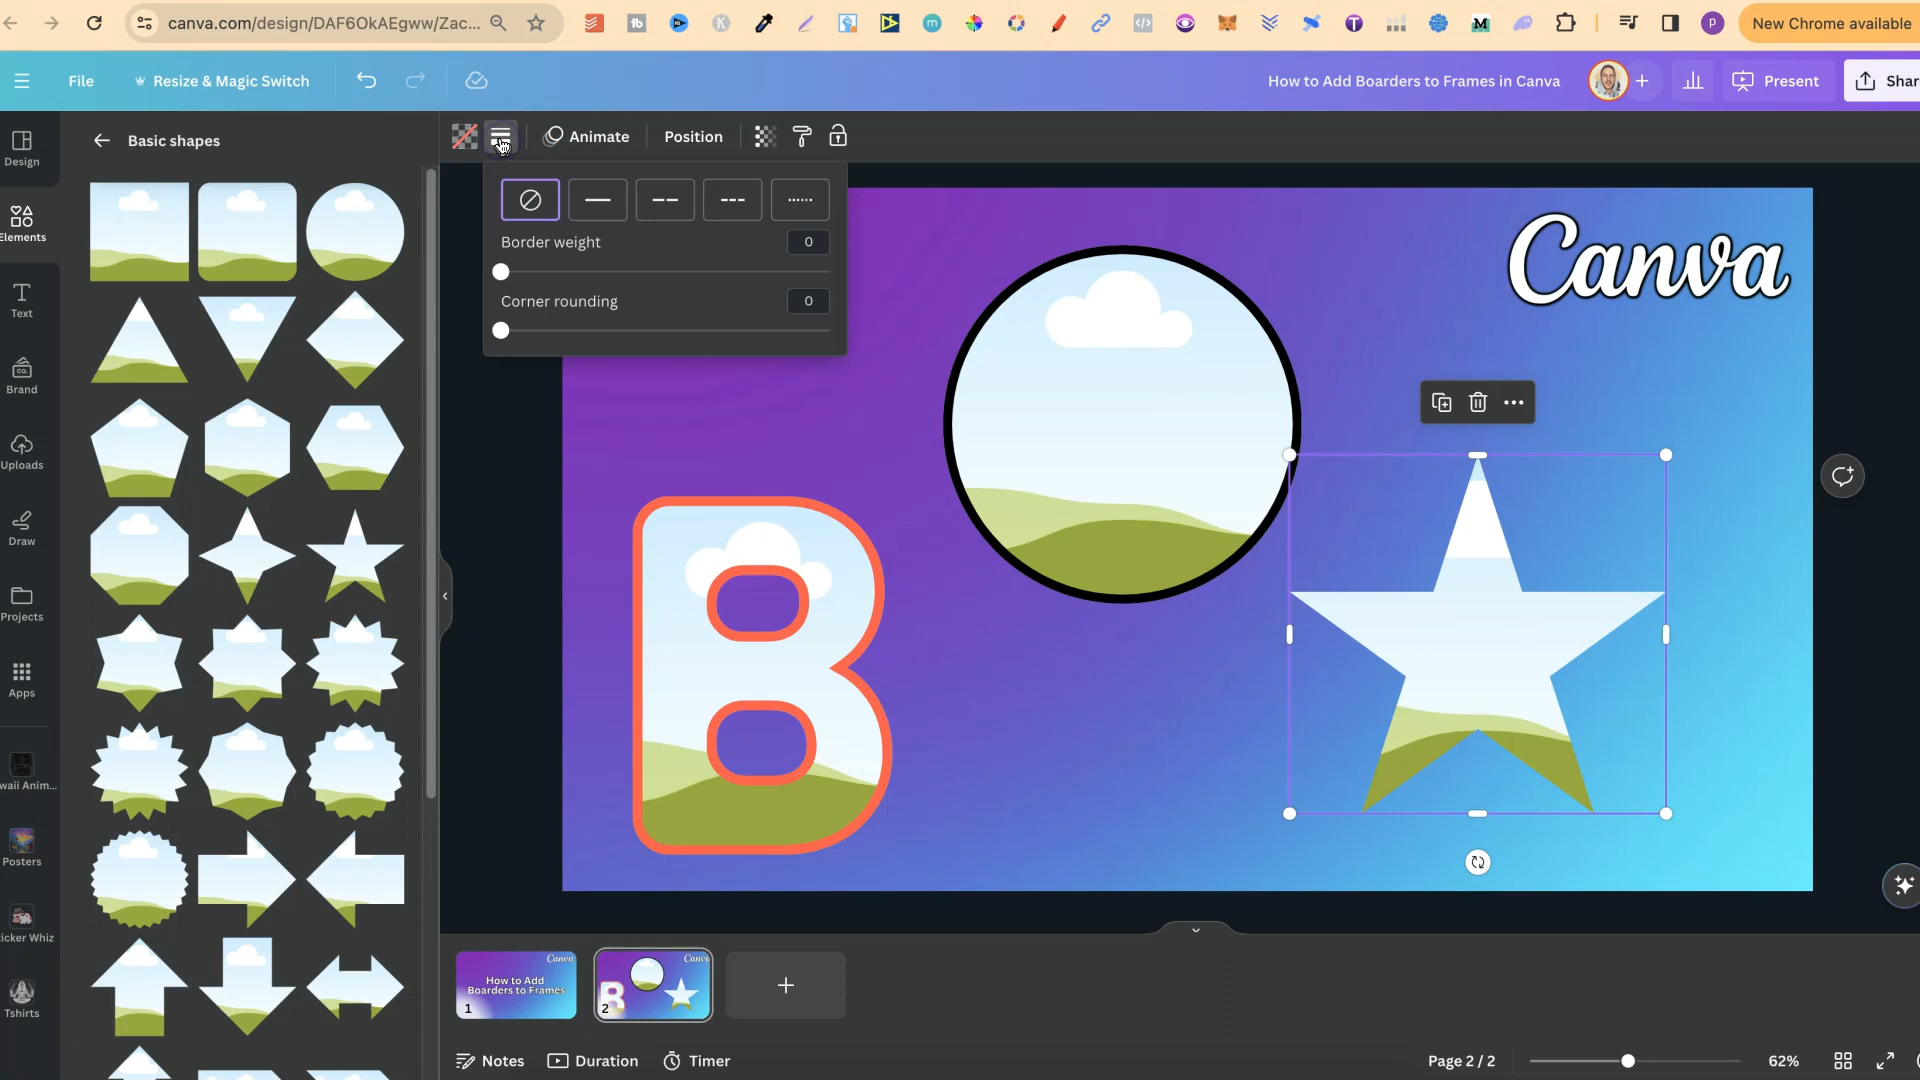 canva.com/design/DAF6OkAEgww/Zac...
New Chrome available
File
Resize & Magic Switch
How to Add Boarders to Frames in Canva
Present
Shar
Design
Elements
Text
Brand
Uploads
Draw
Projects
Apps
waii Anim...
Posters
icker Whiz
Tshirts
Basic shapes
Animate
Position
Border weight
0
Corner rounding
0
Canva
B
Canva
How to Add
Boarders to Frames
1
Canva
B
2
Notes
Duration
Timer
Page 2 / 2
62%